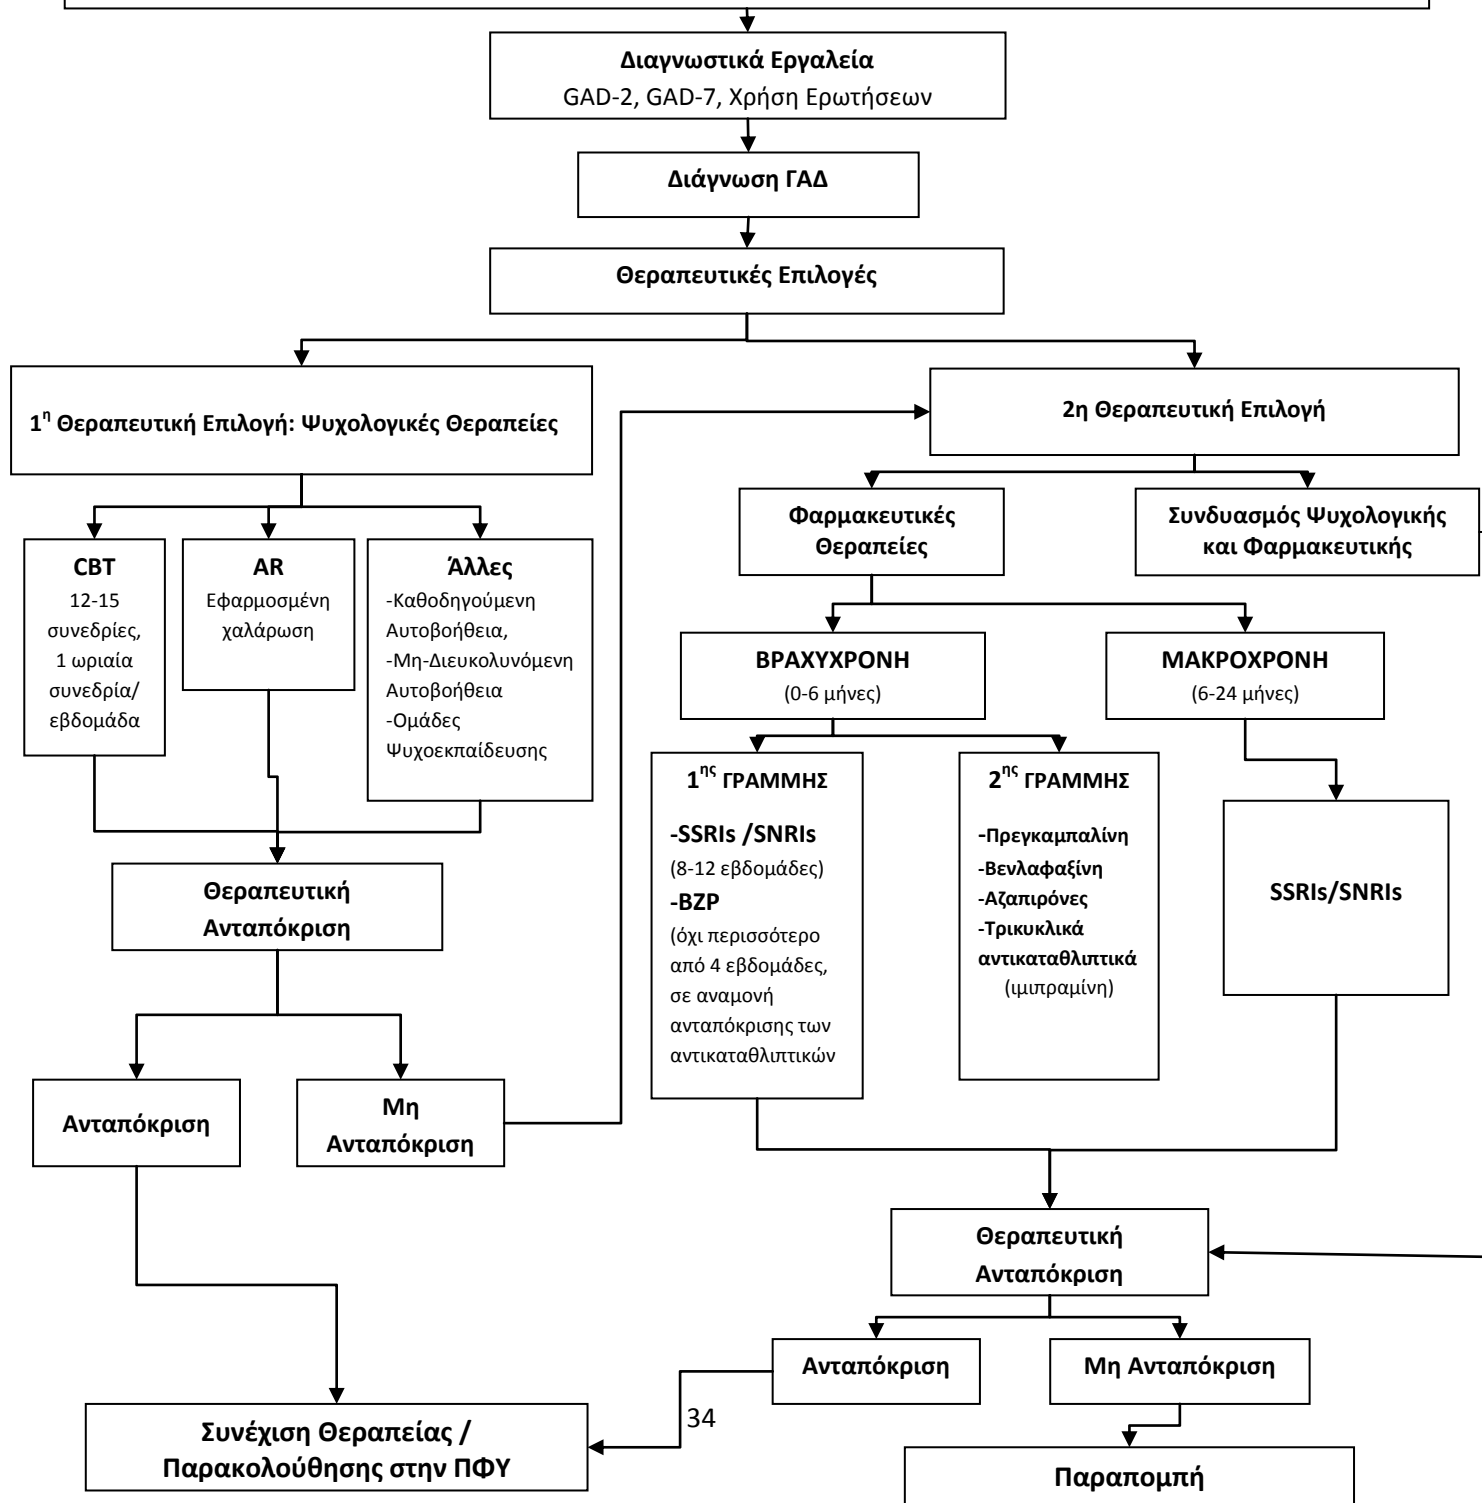 Διαγνωστικά Εργαλεία
GAD-2, GAD-7, Χρήση Ερωτήσεων
Διάγνωση ΓΑΔ
Θεραπευτικές Επιλογές
1η Θεραπευτική Επιλογή: Ψυχολογικές Θεραπείες
2η Θεραπευτική Επιλογή
CBT
12-15
συνεδρίες,
1 ωριαία
συνεδρία/
εβδομάδα
AR
Εφαρμοσμένη
χαλάρωση
Άλλες
-Καθοδηγούμενη
Αυτοβοήθεια,
-Μη-Διευκολυνόμενη
Αυτοβοήθεια
-Ομάδες
Ψυχοεκπαίδευσης
Φαρμακευτικές
Θεραπείες
Συνδυασμός Ψυχολογικής
και Φαρμακευτικής
ΒΡΑΧΥΧΡΟΝΗ
(0-6 μήνες)
ΜΑΚΡΟΧΡΟΝΗ
(6-24 μήνες)
1ης ΓΡΑΜΜΗΣ
-SSRIs /SNRIs
(8-12 εβδομάδες)
-BZP
(όχι περισσότερο
από 4 εβδομάδες,
σε αναμονή
ανταπόκρισης των
αντικαταθλιπτικών
2ης ΓΡΑΜΜΗΣ
-Πρεγκαμπαλίνη
-Βενλαφαξίνη
-Αζαπιρόνες
-Τρικυκλικά
αντικαταθλιπτικά
(ιμιπραμίνη)
SSRIs/SNRIs
Θεραπευτική
Ανταπόκριση
Ανταπόκριση
Μη
Ανταπόκριση
Θεραπευτική
Ανταπόκριση
Ανταπόκριση
Μη Ανταπόκριση
Συνέχιση Θεραπείας /
Παρακολούθησης στην ΠΦΥ
34
Παραπομπή